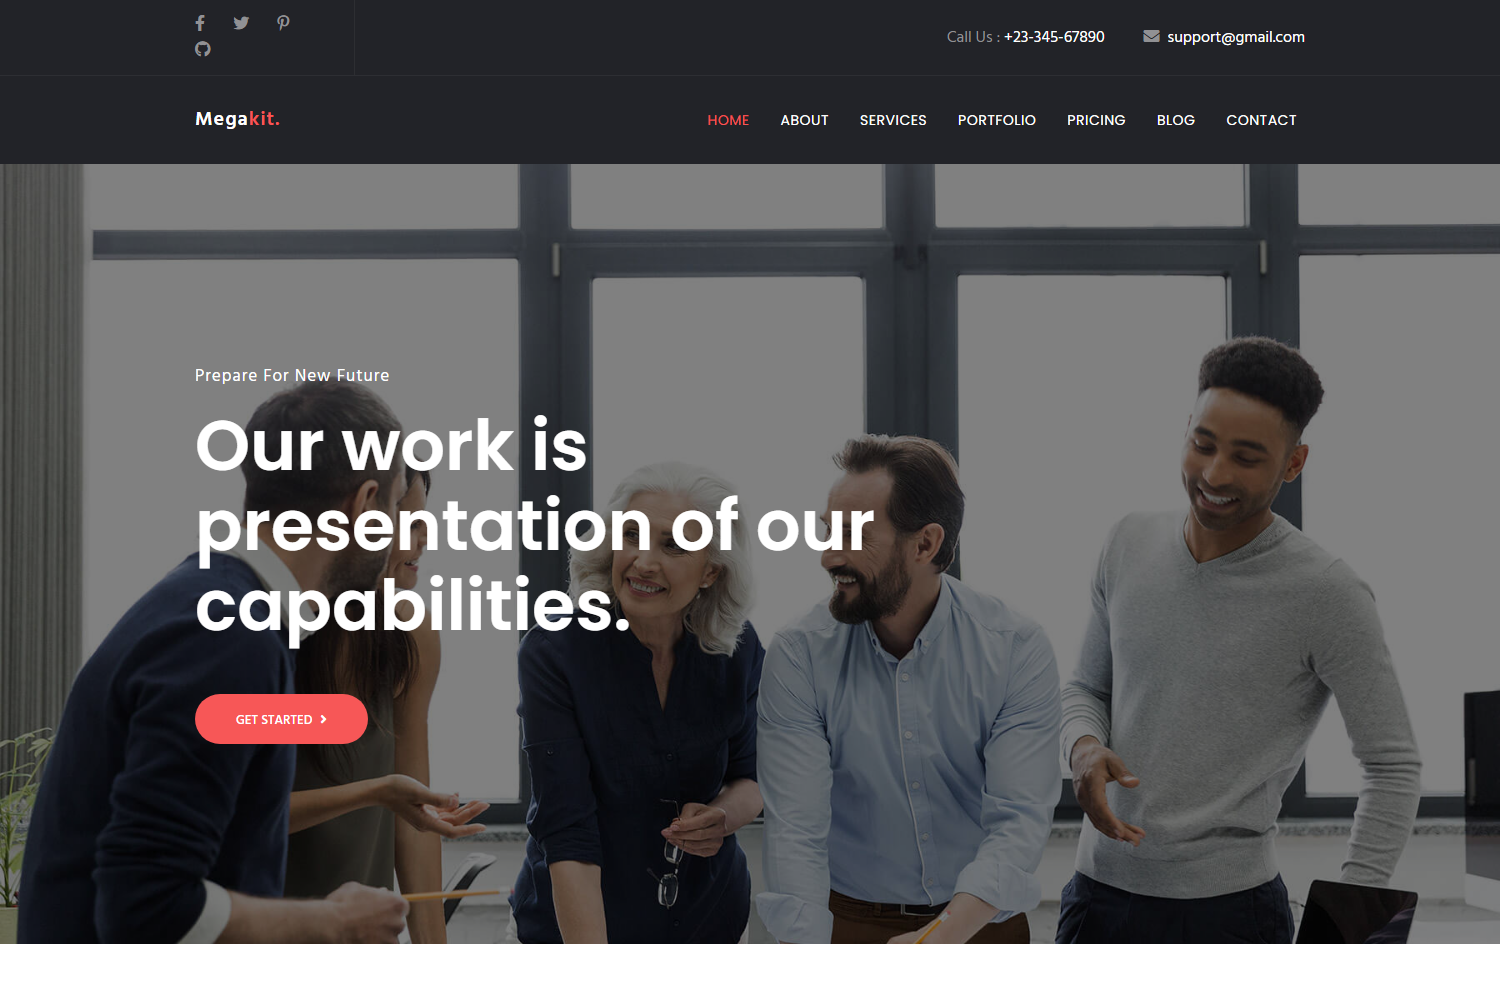 Call Us : +23-345-67890
support@gmail.com
Megakit.
HOME
ABOUT
SERVICES
PORTFOLIO
PRICING
BLOG
CONTACT
Prepare For New Future
Our work is
presentation of our
capabilities.
GET STARTED